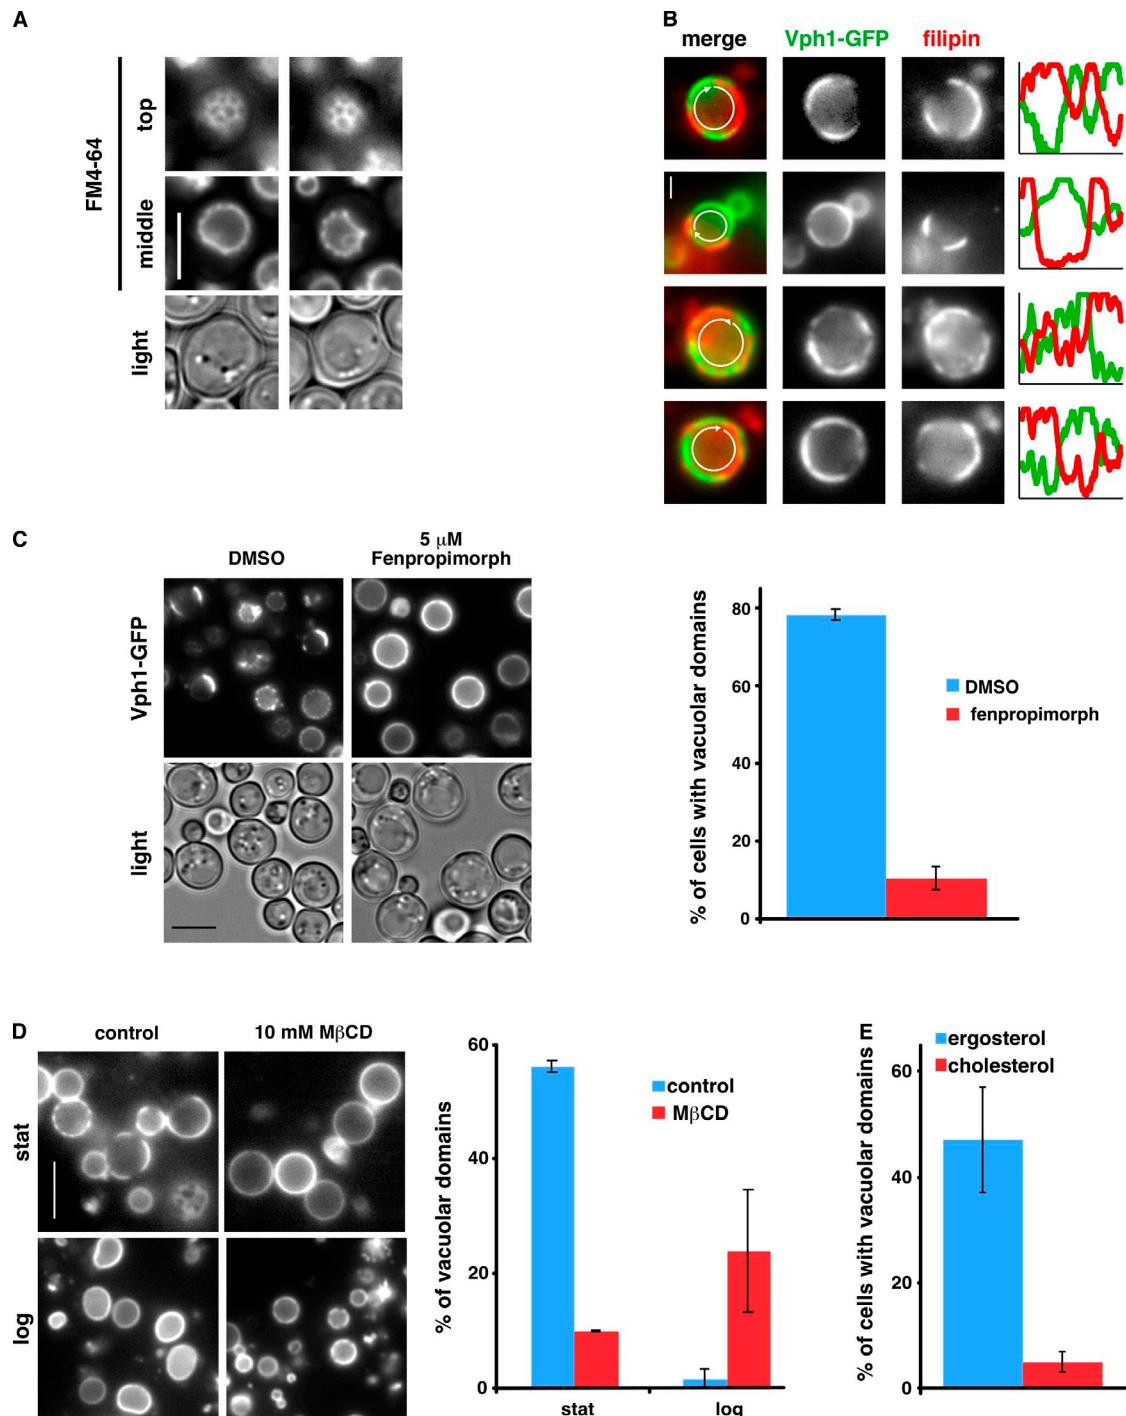 A
FM4-64
top
middle
light
B
merge
Vph1-GFP
filipin
C
DMSO
5 μM
Fenpropimorph
Vph1-GFP
light
% of cells with vacuolar domains
80
60
40
20
0
DMSO
fenpropimorph
D
control
10 mM MβCD
stat
log
% of vacuolar domains
60
40
20
0
control
MβCD
stat
log
E
ergosterol
cholesterol
% of cells with vacuolar domains
60
40
20
0